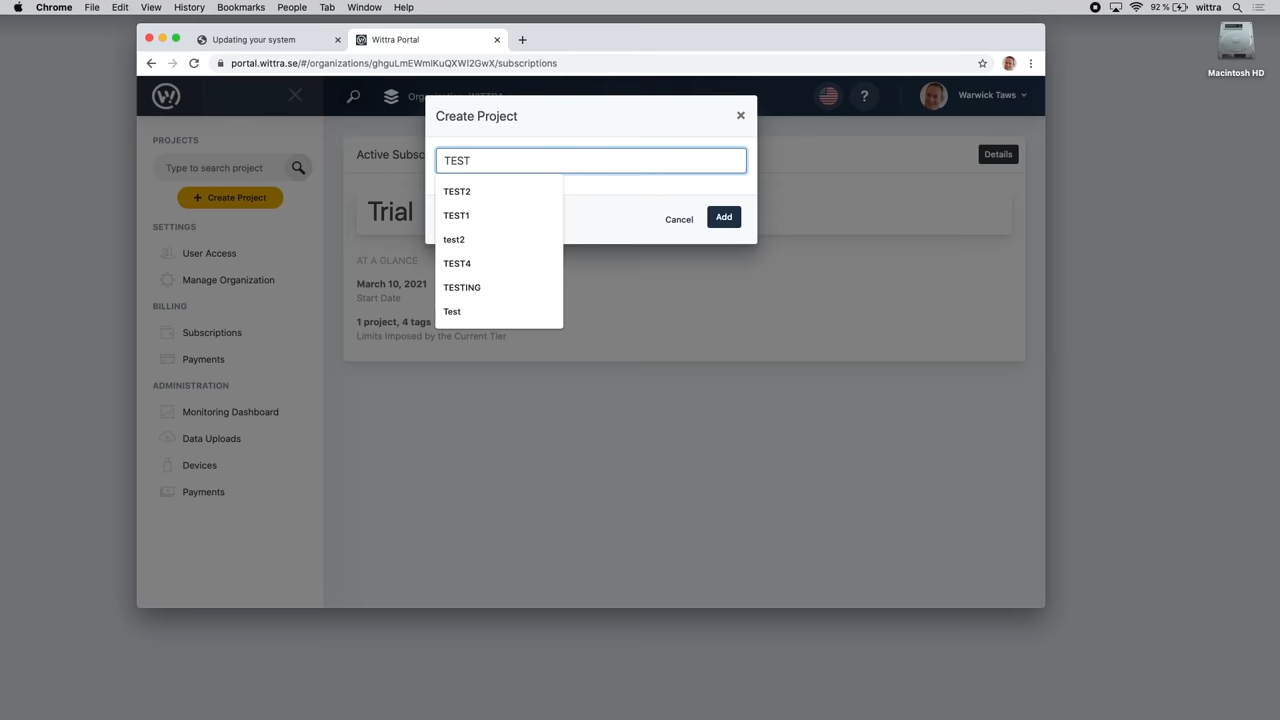 Chrome File Edit View History Bookmarks People Tab Window Help 92 % wittra
Macintosh HD
Updating your system Wittra Portal
portal.wittra.se/#/organizations/ghguLmEWmlKuQXWl2GwX/subscriptions
Warwick Taws
Create Project
PROJECTS
Type to search project
Create Project
SETTINGS
User Access
Manage Organization
BILLING
Subscriptions
Payments
ADMINISTRATION
Monitoring Dashboard
Data Uploads
Devices
Payments
Active
Details
TEST
TEST2
TEST1
test2
TEST4
TESTING
Test
Cancel Add
Trial
AT A GLANCE
March 10, 2021
Start Date
1 project, 4 tags
Limits Imposed by the Current Tier